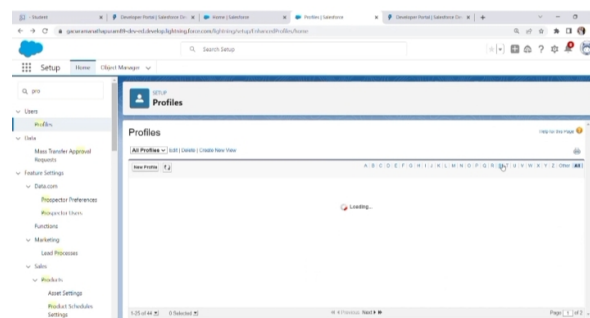 Student
Developer Portal | Salesforce De
Home | Salesforce
Profiles | Salesforce
Developer Portal | Salesforce De
Search Setup
Setup
Home
Object Manager
pro
SETUP
Profiles
Users
Profiles
Profiles
Help for this Page
Data
All Profiles
Edit | Delete | Create New View
Mass Transfer Approval
Requests
New Profile
A B C D E F G H I J K L M N O P Q R S T U V W X Y Z Other All
Feature Settings
Data.com
Prospector Preferences
Loading...
Prospector Users
Functions
Marketing
Lead Processes
Sales
Products
Asset Settings
Product Schedules
Settings
1-25 of 44
0 Selected
Previous Next
Page 1 of 2